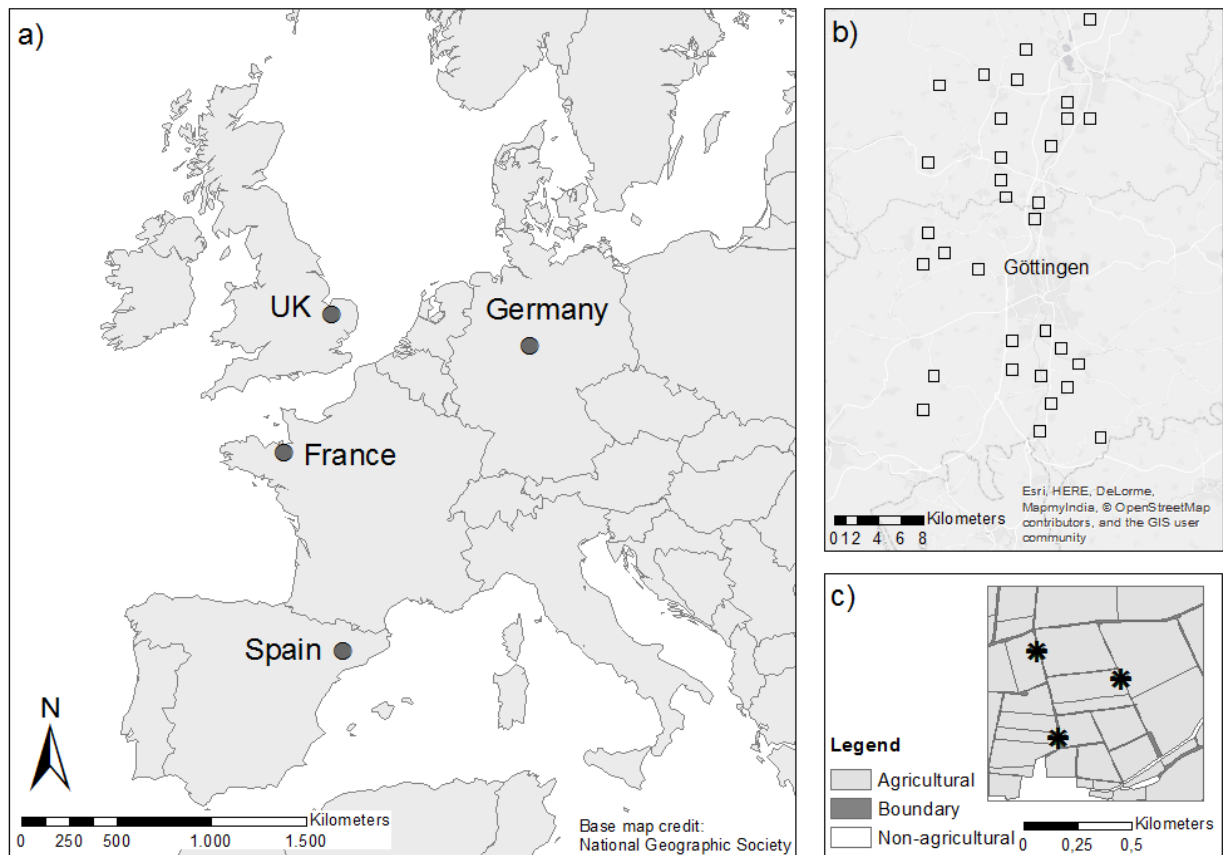 a)
UK
Germany
France
Spain
N
Kilometers
0 250 500 1.000 1.500
Base map credit:
National Geographic Society
b)
Göttingen
Esri, HERE, DeLorme,
MapmyIndia, © OpenStreetMap
contributors, and the GIS user
community
Kilometers
0 1 2 4 6 8
c)
Legend
Agricultural
Boundary
Non-agricultural
Kilometers
0 0,25 0,5